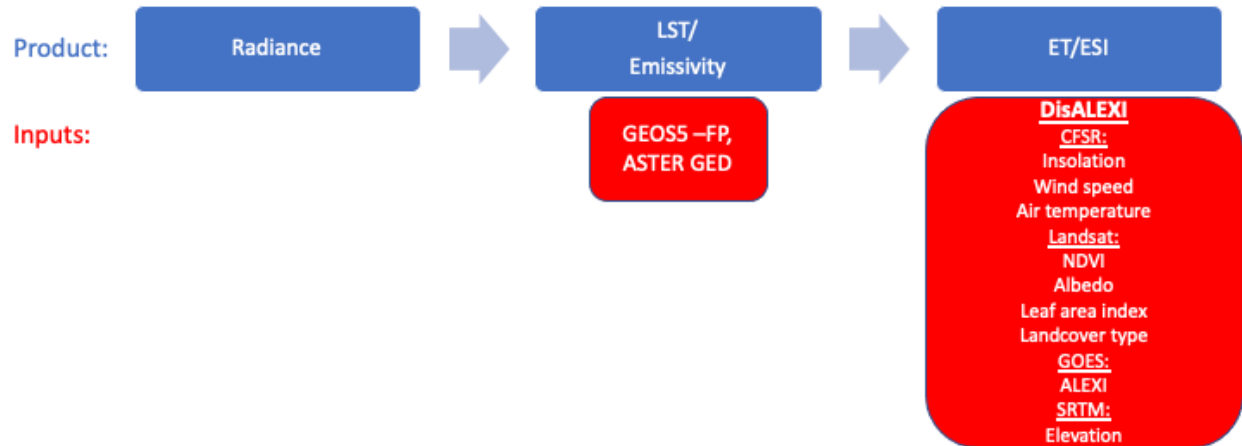 Product:
Radiance
LST/
Emissivity
ET/ESI
Inputs:
GEOS5 –FP,
ASTER GED
DisALEXI
CFSR:
Insolation
Wind speed
Air temperature
Landsat:
NDVI
Albedo
Leaf area index
Landcover type
GOES:
ALEXI
SRTM:
Elevation